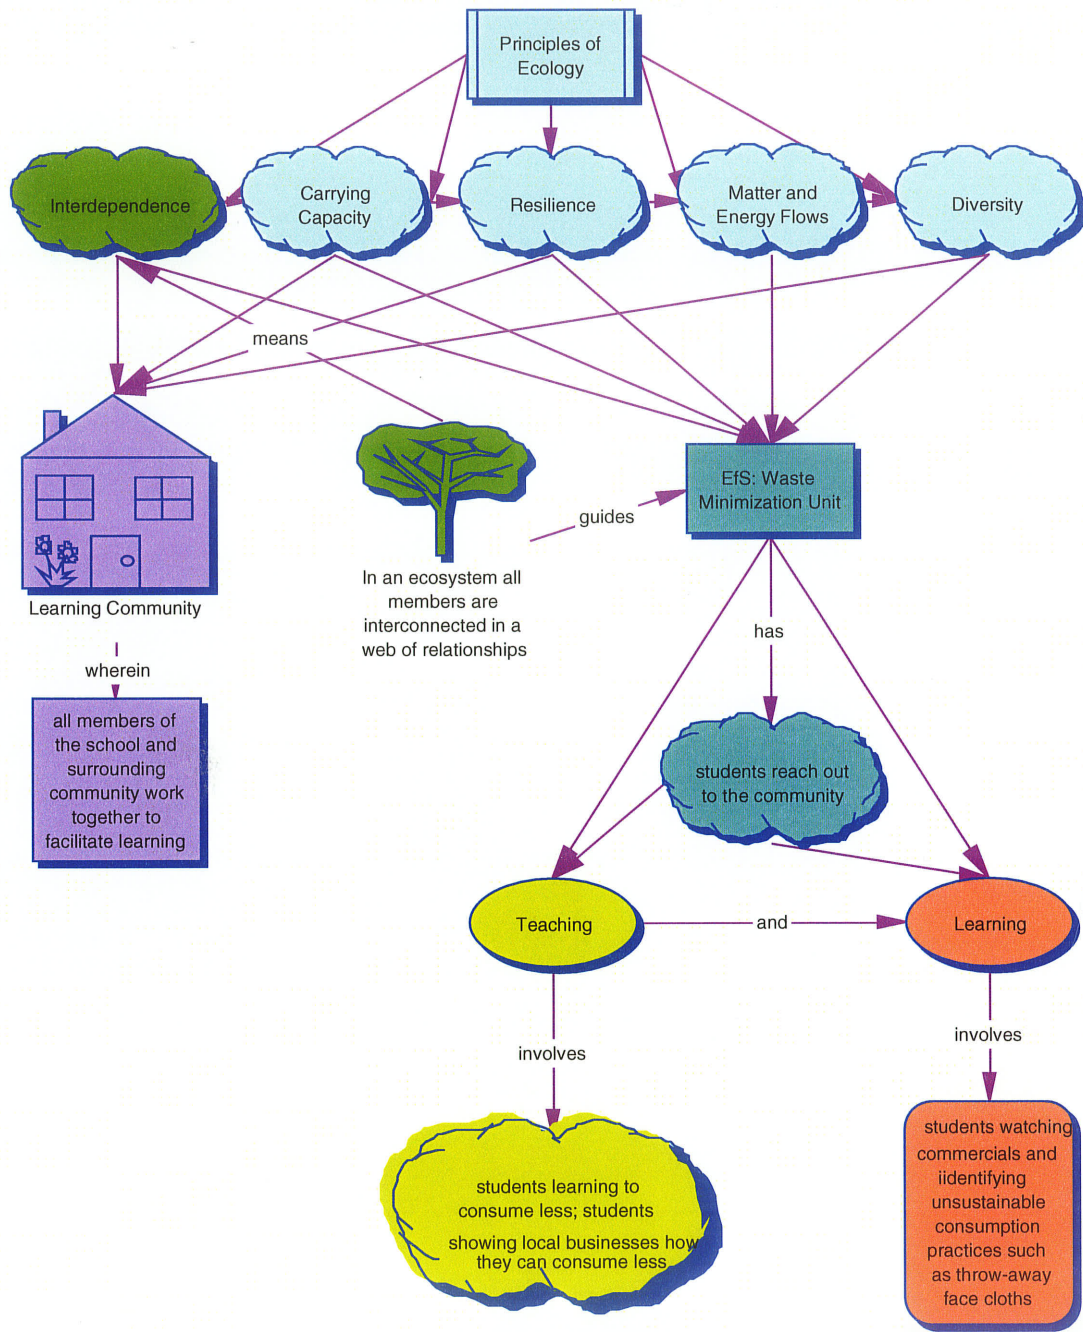 Principles of
Ecology
Interdependence
Carrying
Capacity
Resilience
Matter and
Energy Flows
Diversity
means
EfS: Waste
Minimization Unit
guides
In an ecosystem all
members are
interconnected in a
web of relationships
Learning Community
wherein
all members of
the school and
surrounding
community work
together to
facilitate learning
has
students reach out
to the community
Teaching
and
Learning
involves
involves
students learning to
consume less; students
showing local businesses how
they can consume less
students watching
commercials and
iidentifying
unsustainable
consumption
practices such
as throw-away
face cloths